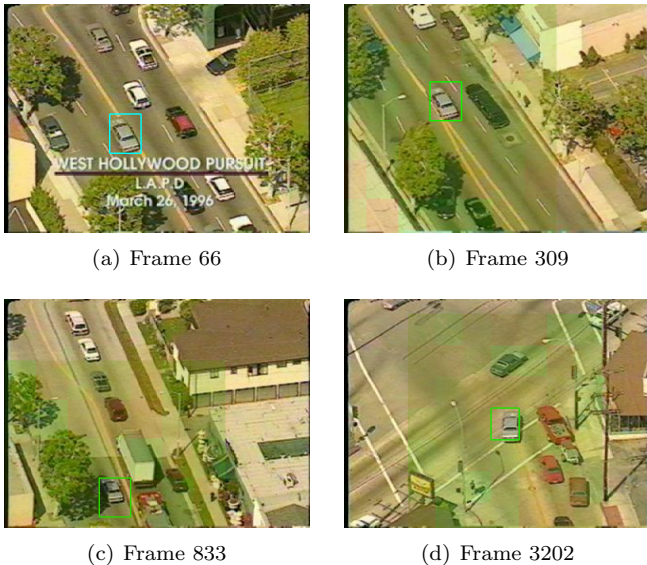 WEST HOLLYWOOD PURSUIT
L.A.P.D
March 26, 1996
(a) Frame 66
(b) Frame 309
(c) Frame 833
(d) Frame 3202